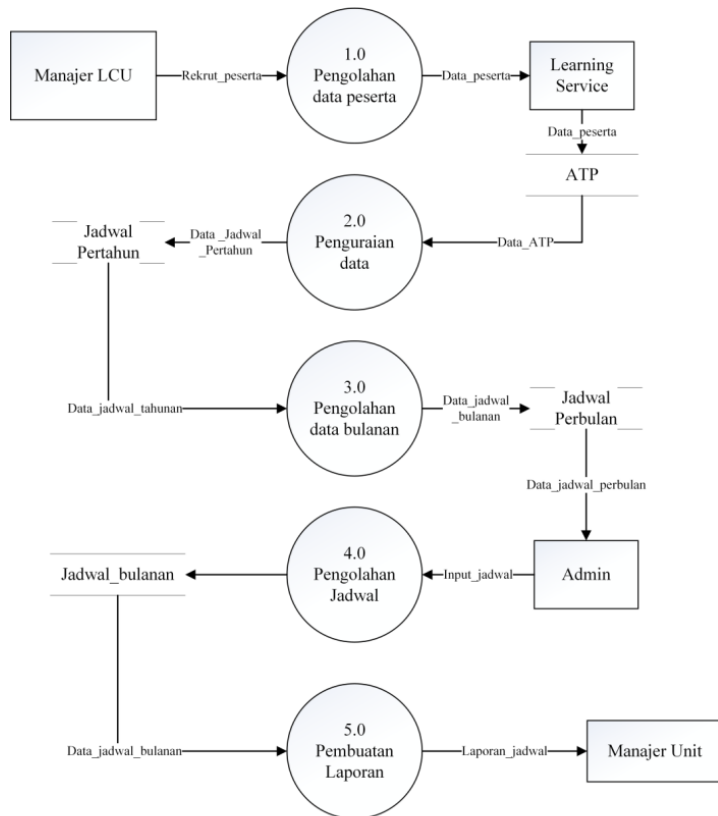 1.0
Pengolahan
data peserta
Manajer LCU
Rekrut_peserta
Data_peserta
Learning
Service
Data_peserta
ATP
2.0
Penguraian
data
Jadwal
Pertahun
Data _Jadwal
_Pertahun
Data_ATP
3.0
Pengolahan
data bulanan
Data_jadwal_tahunan
Data_jadwal
_bulanan
Jadwal
Perbulan
Data_jadwal_perbulan
4.0
Pengolahan
Jadwal
Jadwal_bulanan
Input_jadwal
Admin
5.0
Pembuatan
Laporan
Data_jadwal_bulanan
Laporan_jadwal
Manajer Unit